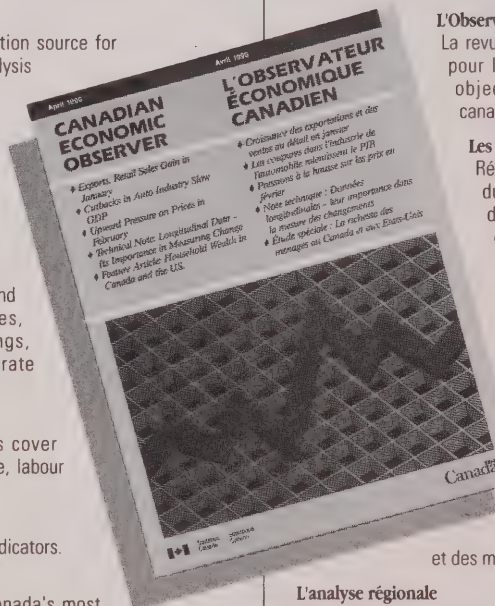 tion source for
lysis
nd
es,
ngs,
rate
s cover
e, labour
dicators.
nada's most
April 1996
CANADIAN
ECONOMIC
OBSERVER
♦ Exports, Retail Sales Gain in
January
♦ Cutbacks in Auto Industry Slow
GDP
♦ Upward Pressure on Prices in
February
♦ Technical Note: Longitudinal Data -
Its Importance in Measuring Change
♦ Feature Article: Household Wealth in
Canada and the U.S.
Avril 1996
L'OBSERVATEUR
ÉCONOMIQUE
CANADIEN
♦ Croissance des exportations et des
ventes au détail en janvier
♦ Les coupures dans l'industrie de
l'automobile ralentissent le PIB
♦ Pressions à la hausse sur les prix en
février
♦ Note technique : Données
longitudinales - leur importance dans
la mesure des changements
♦ Étude spéciale : La richesse des
ménages au Canada et aux États-Unis
Statistics Statistique
Canada Canada
Canada
L'Observ
La revu
pour l
objec
cana
Les
Ré
du
d
et des m
L'analyse régionale